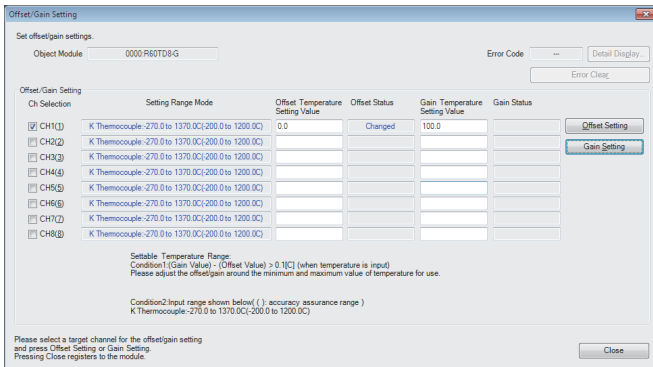 Offset/Gain Setting
Set offset/gain settings.
Object Module 0000:R60TD8-G Error Code --- Detail Display...
Error Clear
Offset/Gain Setting
Ch Selection Setting Range Mode Offset Temperature Setting Value Offset Status Gain Temperature Setting Value Gain Status
CH1(1) K Thermocouple:-270.0 to 1370.0C(-200.0 to 1200.0C) 0.0 Changed 100.0 Offset Setting
CH2(2) K Thermocouple:-270.0 to 1370.0C(-200.0 to 1200.0C) Gain Setting
CH3(3) K Thermocouple:-270.0 to 1370.0C(-200.0 to 1200.0C)
CH4(4) K Thermocouple:-270.0 to 1370.0C(-200.0 to 1200.0C)
CH5(5) K Thermocouple:-270.0 to 1370.0C(-200.0 to 1200.0C)
CH6(6) K Thermocouple:-270.0 to 1370.0C(-200.0 to 1200.0C)
CH7(7) K Thermocouple:-270.0 to 1370.0C(-200.0 to 1200.0C)
CH8(8) K Thermocouple:-270.0 to 1370.0C(-200.0 to 1200.0C)
Settable Temperature Range:
Condition1:(Gain Value) - (Offset Value) > 0.1[C] (when temperature is input)
Please adjust the offset/gain around the minimum and maximum value of temperature for use.
Condition2:Input range shown below( ( ): accuracy assurance range )
K Thermocouple:-270.0 to 1370.0C(-200.0 to 1200.0C)
Please select a target channel for the offset/gain setting
and press Offset Setting or Gain Setting.
Pressing Close registers to the module.
Close